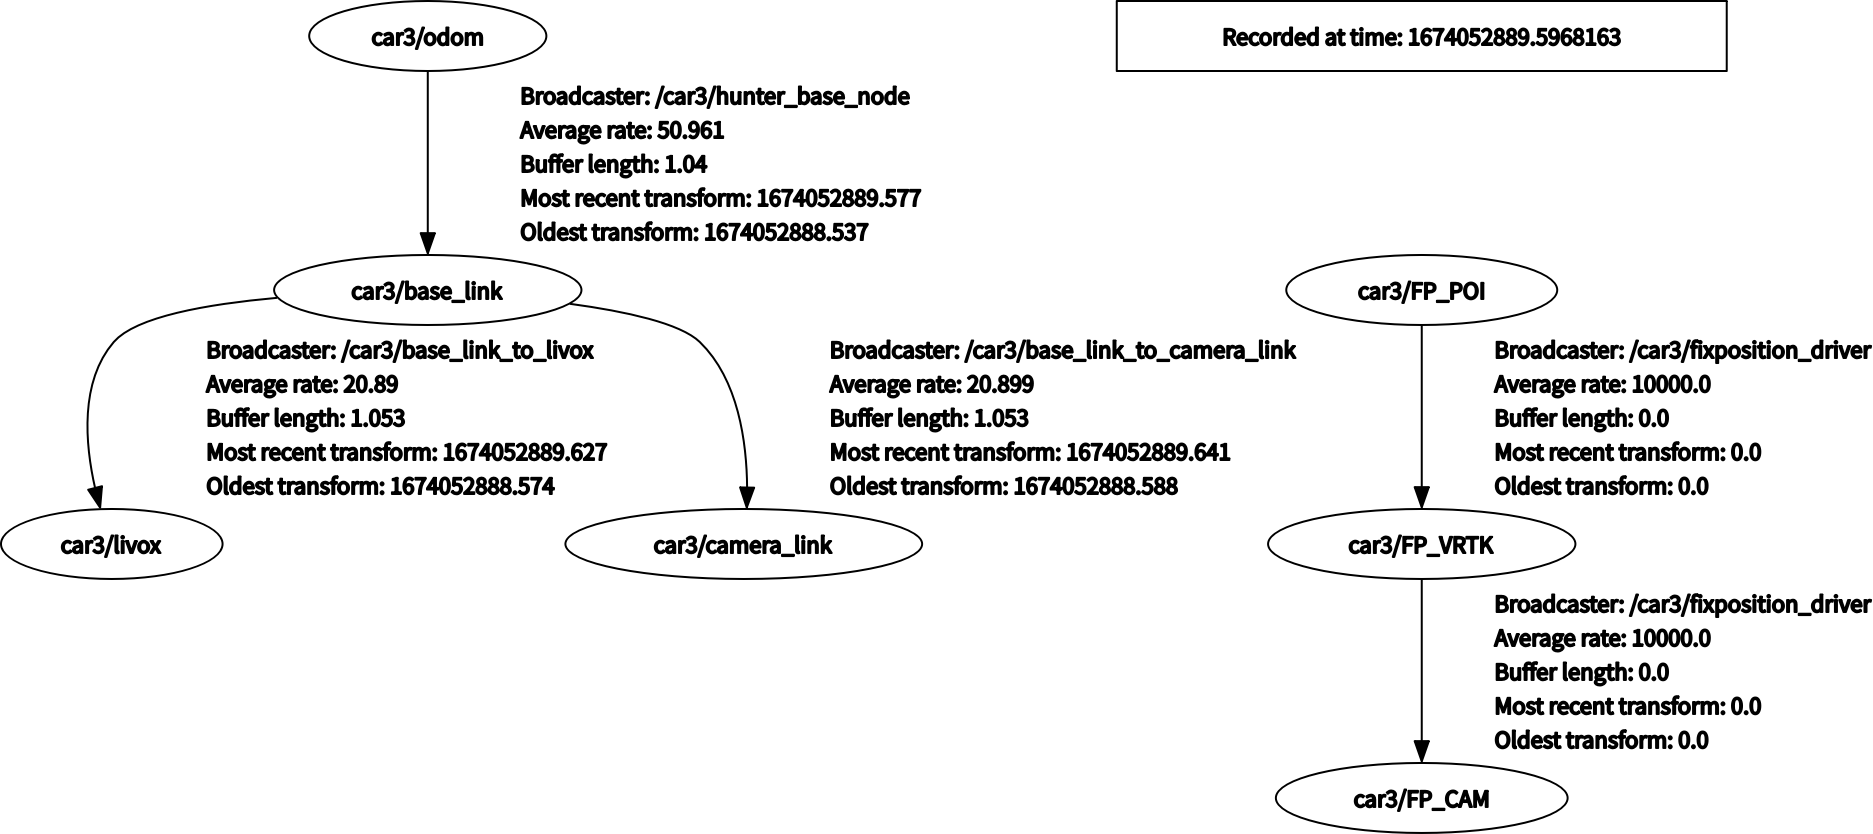 car3/odom
Recorded at time: 1674052889.5968163
Broadcaster: /car3/hunter_base_node
Average rate: 50.961
Buffer length: 1.04
Most recent transform: 1674052889.577
Oldest transform: 1674052888.537
car3/base_link
car3/FP_POI
Broadcaster: /car3/base_link_to_livox
Average rate: 20.89
Buffer length: 1.053
Most recent transform: 1674052889.627
Oldest transform: 1674052888.574
Broadcaster: /car3/base_link_to_camera_link
Average rate: 20.899
Buffer length: 1.053
Most recent transform: 1674052889.641
Oldest transform: 1674052888.588
Broadcaster: /car3/fixposition_driver
Average rate: 10000.0
Buffer length: 0.0
Most recent transform: 0.0
Oldest transform: 0.0
car3/livox
car3/camera_link
car3/FP_VRTK
Broadcaster: /car3/fixposition_driver
Average rate: 10000.0
Buffer length: 0.0
Most recent transform: 0.0
Oldest transform: 0.0
car3/FP_CAM